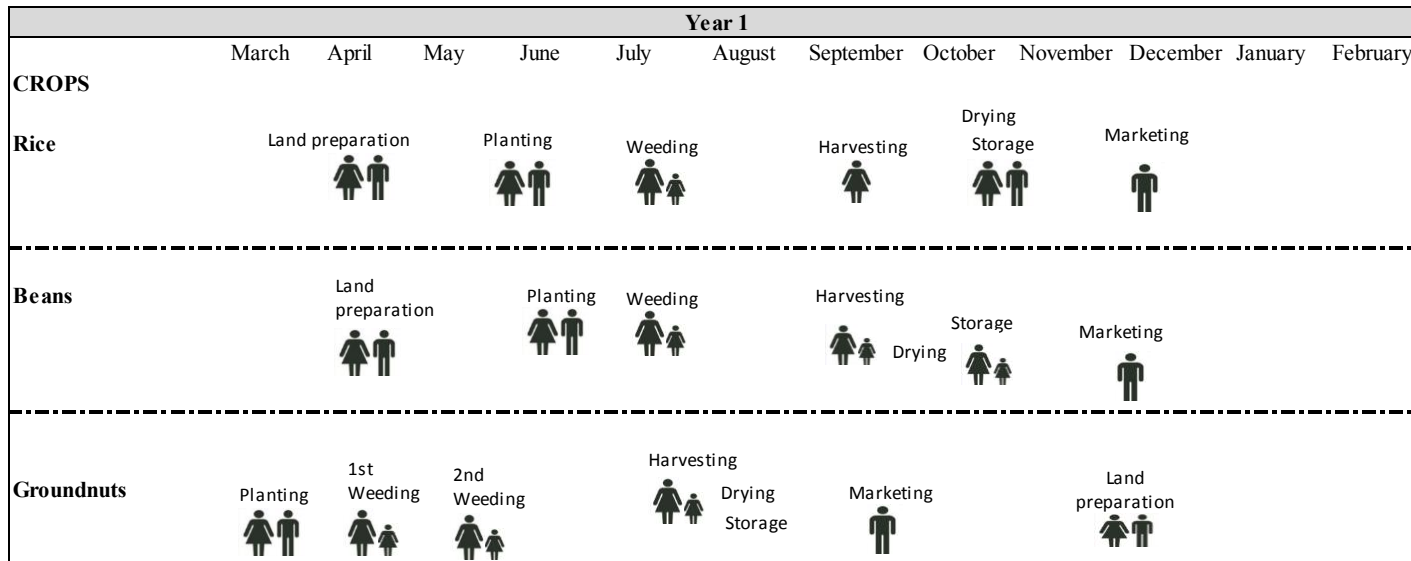 Year 1
March April May June July August September October November December January February
CROPS
Rice
Land preparation
Planting
Weeding
Harvesting
Drying
Storage
Marketing
Beans
Land
preparation
Planting
Weeding
Harvesting
Drying
Storage
Marketing
Groundnuts
Planting
1st
Weeding
2nd
Weeding
Harvesting
Drying
Storage
Marketing
Land
preparation